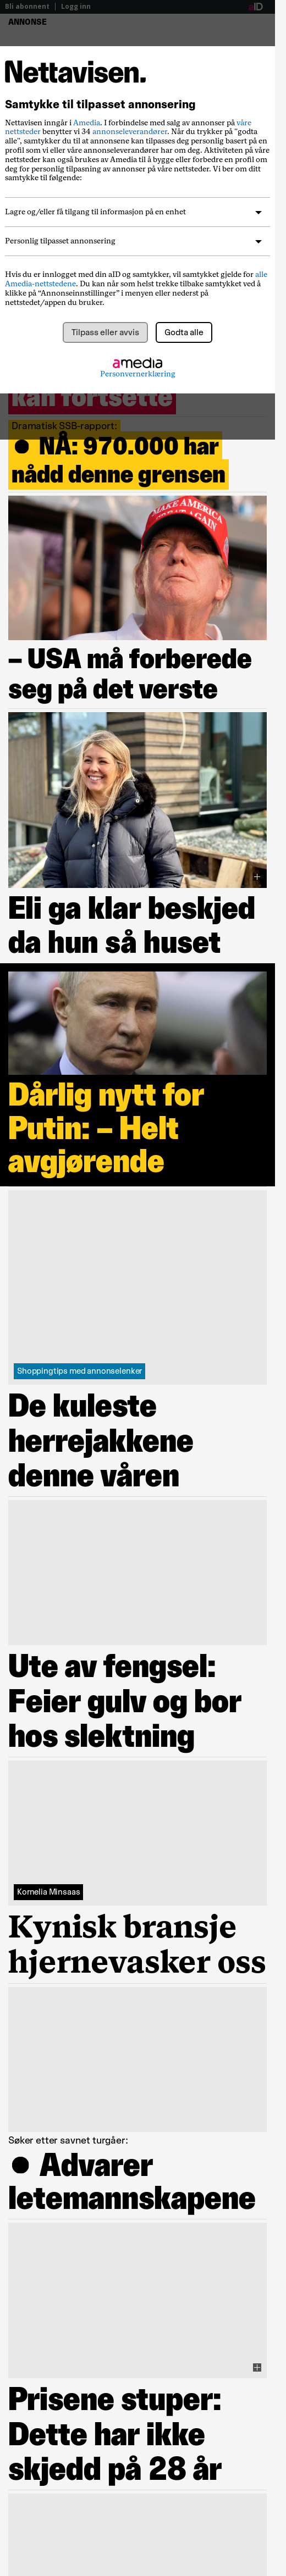 Bli abonnent | Logg inn
aID
ANNONSE
Nettavisen.
Samtykke til tilpasset annonsering
Nettavisen inngår i Amedia. I forbindelse med salg av annonser på våre
nettsteder benytter vi 34 annonseleverandører. Når du trykker på "godta
alle", samtykker du til at annonsene kan tilpasses deg personlig basert på en
profil som vi eller våre annonseleverandører har om deg. Aktiviteten på våre
nettsteder kan også brukes av Amedia til å bygge eller forbedre en profil om
deg for personlig tilpasning av annonser på våre nettsteder. Vi ber om ditt
samtykke til følgende:
Lagre og/eller få tilgang til informasjon på en enhet
Personlig tilpasset annonsering
Hvis du er innlogget med din aID og samtykker, vil samtykket gjelde for alle
Amedia-nettstedene. Du kan når som helst trekke tilbake samtykket ved å
klikke på “Annonseinnstillinger” i menyen eller nederst på
nettstedet/appen du bruker.
Tilpass eller avvis
Godta alle
amedia
Personvernerklæring
kan fortsette
Dramatisk SSB-rapport:
● NÅ: 970.000 har
nådd denne grensen
MAKE AMERICA
GREAT AGAIN
– USA må forberede
seg på det verste
Eli ga klar beskjed
da hun så huset
Dårlig nytt for
Putin: – Helt
avgjørende
Shoppingtips med annonselenker
De kuleste
herrejakkene
denne våren
Ute av fengsel:
Feier gulv og bor
hos slektning
Kornelia Minsaas
Kynisk bransje
hjernevasker oss
Søker etter savnet turgåer:
● Advarer
letemannskapene
Prisene stuper:
Dette har ikke
skjedd på 28 år